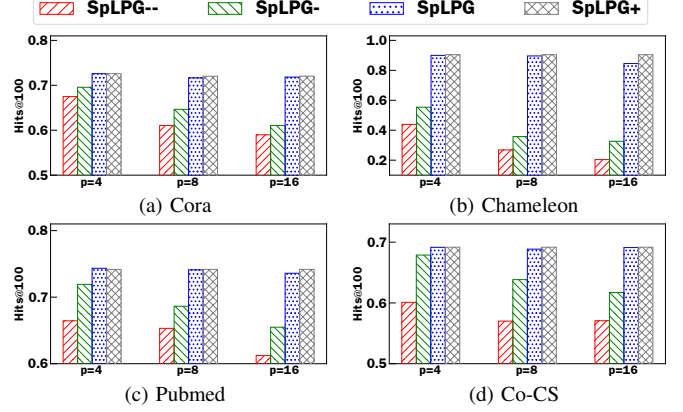 SpLPG-- SpLPG- SpLPG SpLPG+
0.8
0.7
0.6
0.5
Hits@100
p=4 p=8 p=16
(a) Cora
1.0
0.8
0.6
0.4
0.2
Hits@100
p=4 p=8 p=16
(b) Chameleon
0.8
0.7
0.6
Hits@100
p=4 p=8 p=16
(c) Pubmed
0.7
0.6
0.5
Hits@100
p=4 p=8 p=16
(d) Co-CS